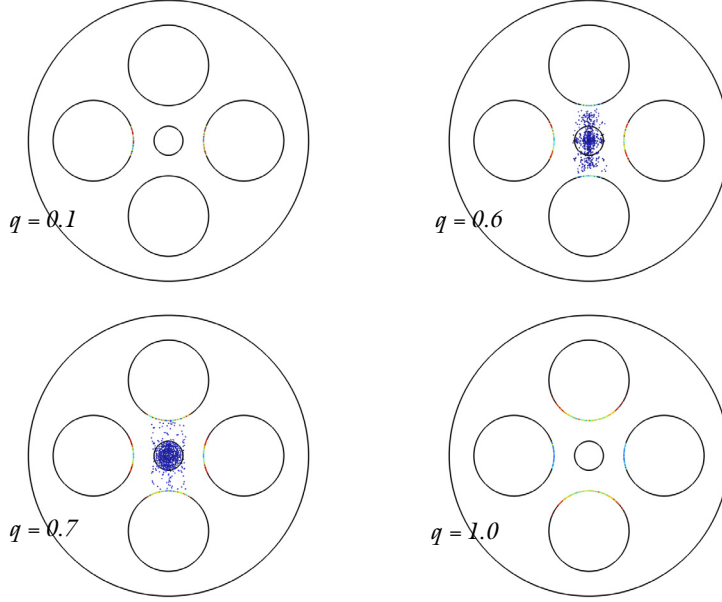 q = 0.1
q = 0.6
q = 0.7
q = 1.0